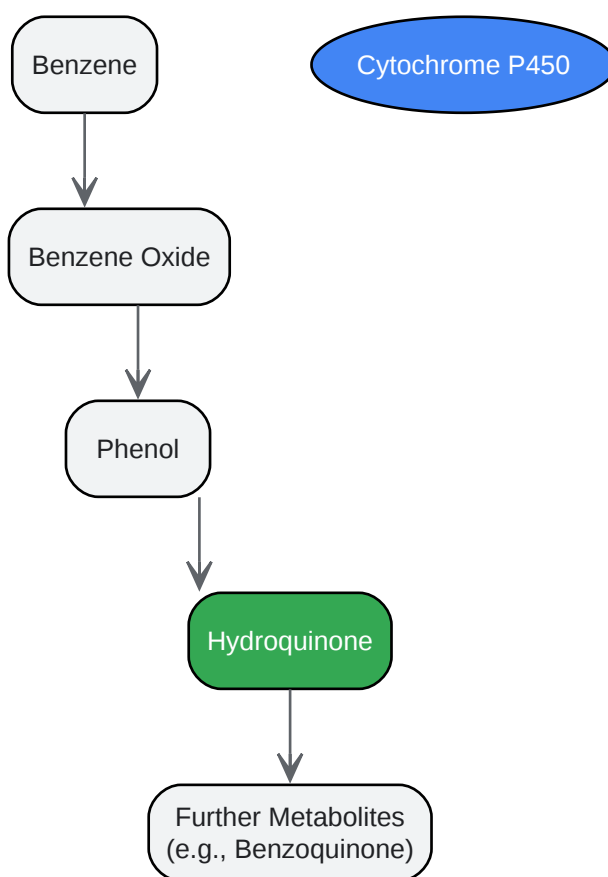 Benzene
Cytochrome P450
Benzene Oxide
Phenol
Hydroquinone
Further Metabolites
(e.g., Benzoquinone)